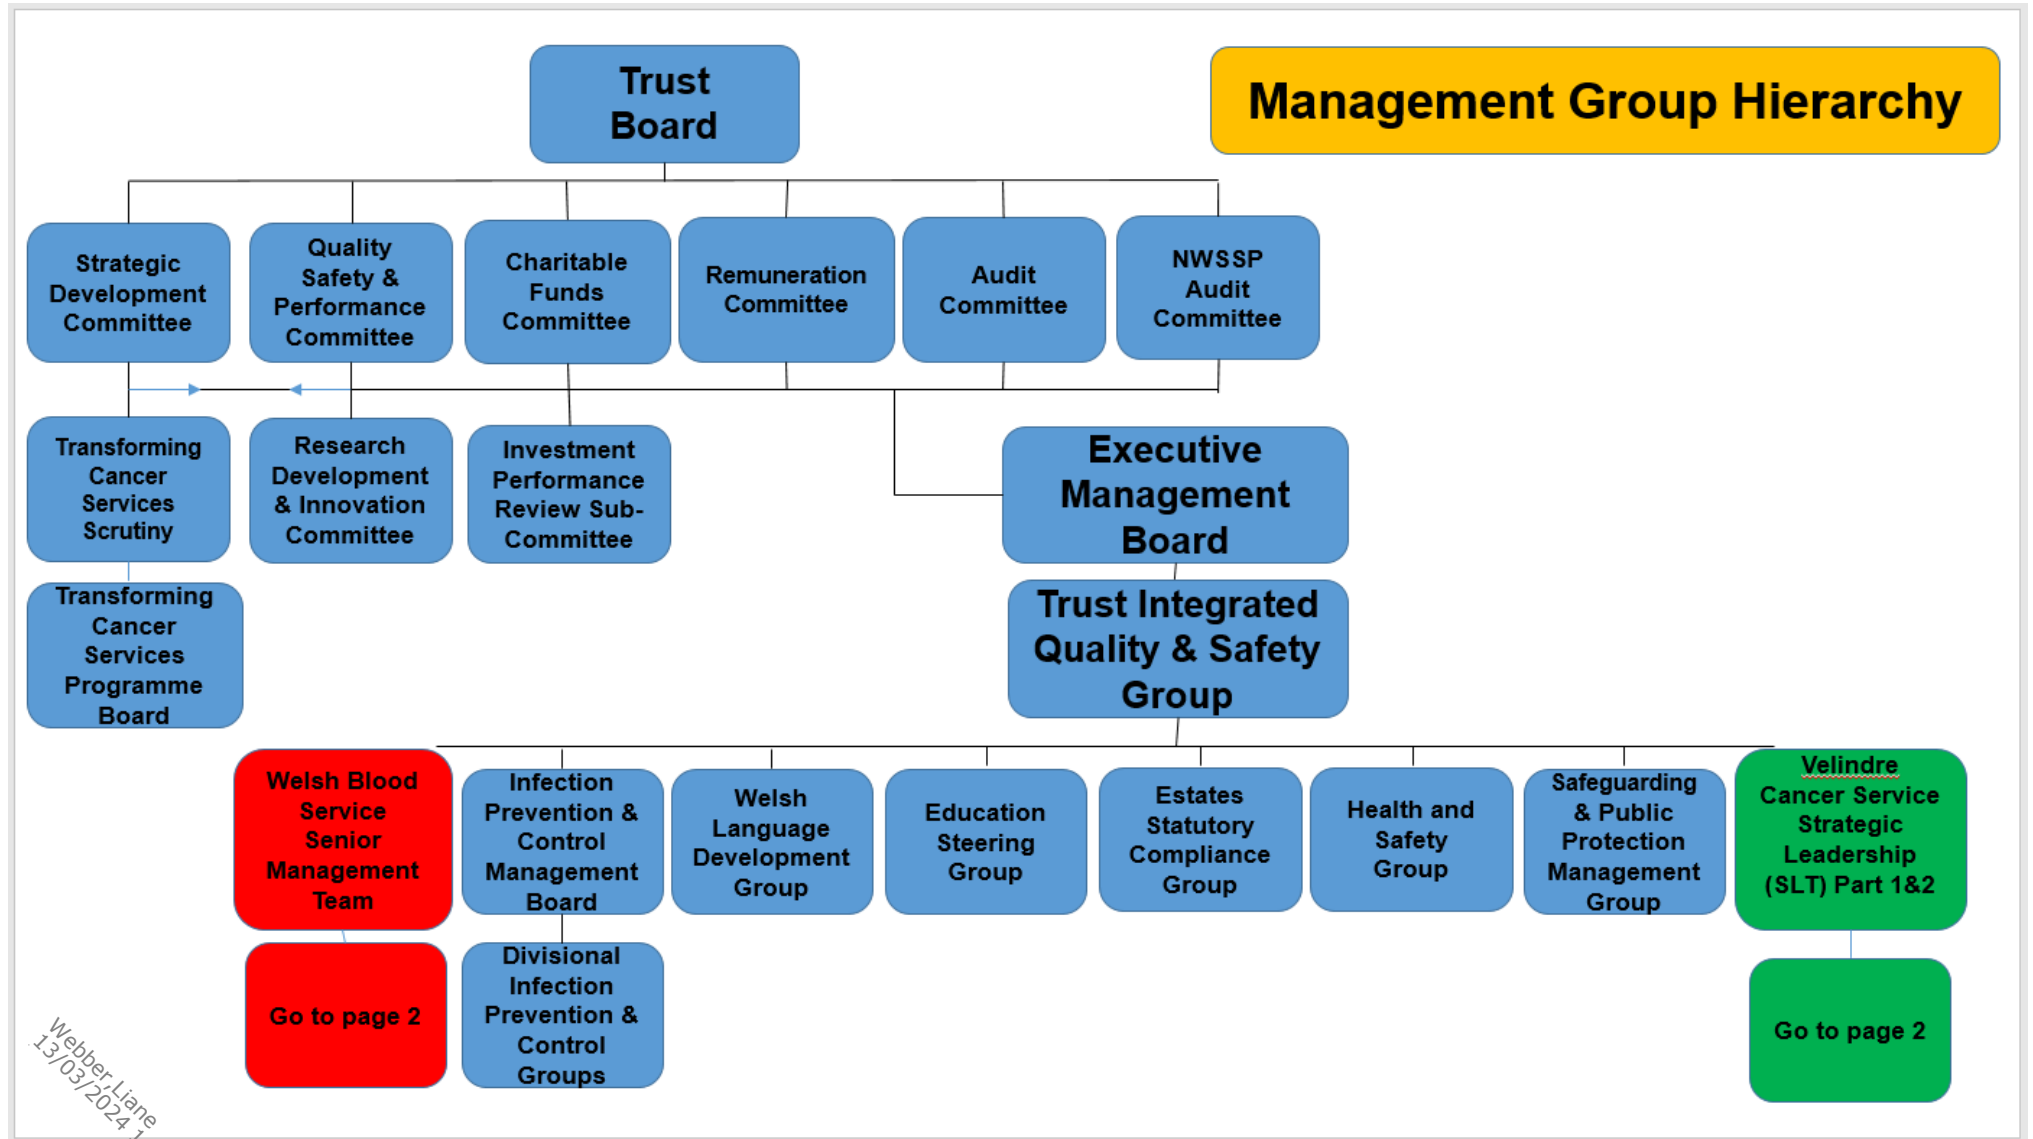 Trust
Board
Management Group Hierarchy
Strategic
Development
Committee
Quality
Safety &
Performance
Committee
Charitable
Funds
Committee
Remuneration
Committee
Audit
Committee
NWSSP
Audit
Committee
Transforming
Cancer
Services
Scrutiny
Research
Development
& Innovation
Committee
Investment
Performance
Review Sub-
Committee
Executive
Management
Board
Transforming
Cancer
Services
Programme
Board
Trust Integrated
Quality & Safety
Group
Welsh Blood
Service
Senior
Management
Team
Infection
Prevention &
Control
Management
Board
Welsh
Language
Development
Group
Education
Steering
Group
Estates
Statutory
Compliance
Group
Health and
Safety
Group
Safeguarding
& Public
Protection
Management
Group
Velindre
Cancer Service
Strategic
Leadership
(SLT) Part 1&2
Go to page 2
Divisional
Infection
Prevention &
Control
Groups
Go to page 2
Webber,Liane
13/03/2024